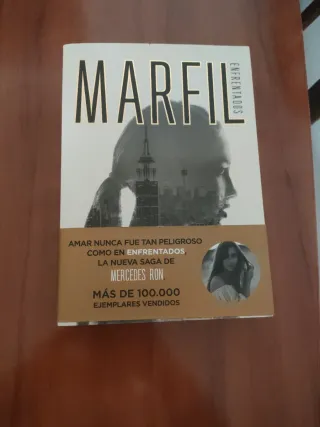 MARFIL
ENFRENTADOS
AMAR NUNCA FUE TAN PELIGROSO
COMO EN ENFRENTADOS,
LA NUEVA SAGA DE
MERCEDES RON
MÁS DE 100.000
EJEMPLARES VENDIDOS